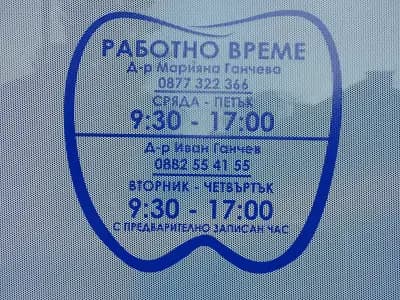 РАБОТНО ВРЕМЕ
Д-р Марияна Ганчева
0877 322 366
СРЯДА - ПЕТЪК
9:30 - 17:00
Д-р Иван Ганчев
0882 55 41 55
ВТОРНИК - ЧЕТВЪРТЪК
9:30 - 17:00
С ПРЕДВАРИТЕЛНО ЗАПИСАН ЧАС